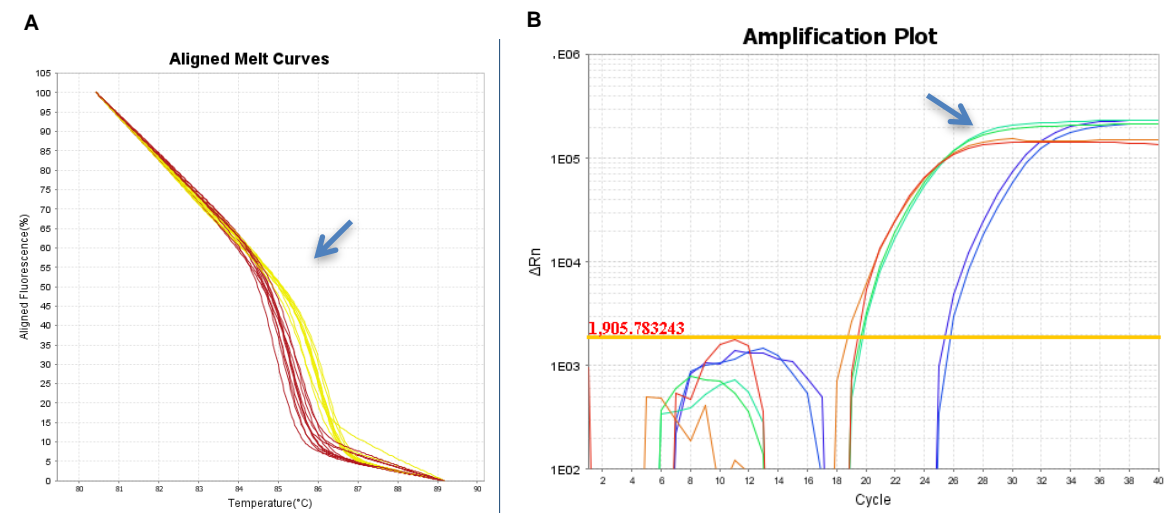 A
Aligned Melt Curves
105
100
95
90
85
80
75
70
65
60
55
50
45
40
35
30
25
20
15
10
5
0
Aligned Fluorescence(%)
80 81 82 83 84 85 86 87 88 89 90
Temperature(°C)
B
Amplification Plot
.E06
1E05
1E04
1E03
1E02
ΔRn
1,905.783243
2 4 6 8 10 12 14 16 18 20 22 24 26 28 30 32 34 36 38 40
Cycle